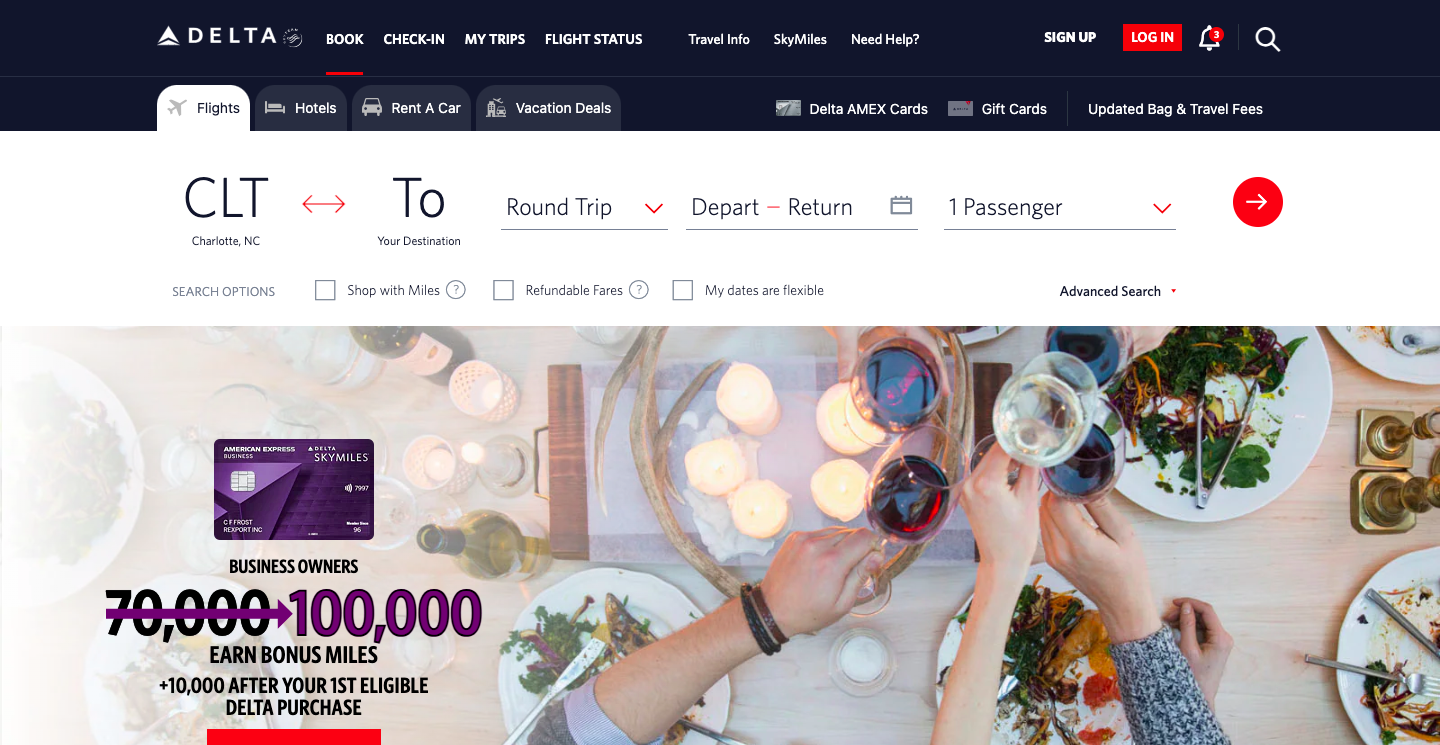 DELTA
BOOK
CHECK-IN
MY TRIPS
FLIGHT STATUS
Travel Info
SkyMiles
Need Help?
SIGN UP
LOG IN
3
Flights
Hotels
Rent A Car
Vacation Deals
Delta AMEX Cards
Gift Cards
Updated Bag & Travel Fees
CLT
Charlotte, NC
To
Your Destination
Round Trip
Depart – Return
1 Passenger
SEARCH OPTIONS
Shop with Miles ?
Refundable Fares ?
My dates are flexible
Advanced Search
AMERICAN EXPRESS
BUSINESS
DELTA
SKYMILES
7997
C F FROST
REXPORT INC
Member Since
96
BUSINESS OWNERS
70,000 100,000
EARN BONUS MILES
+10,000 AFTER YOUR 1ST ELIGIBLE
DELTA PURCHASE